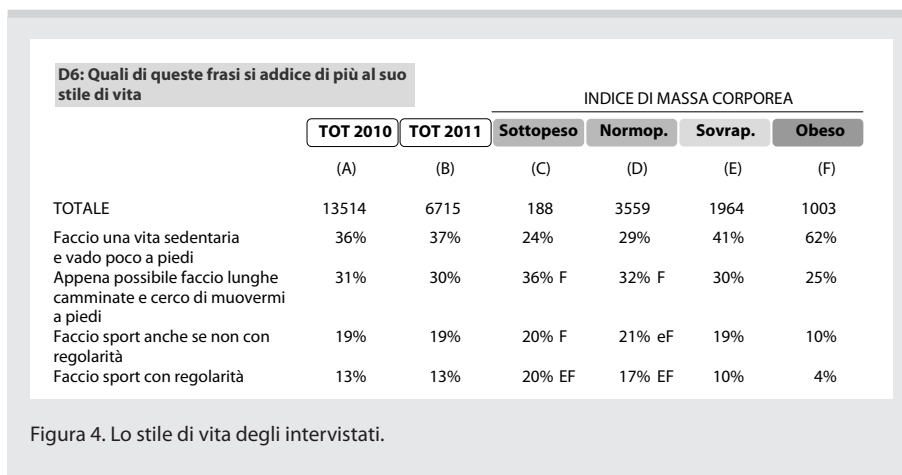 D6: Quali di queste frasi si addice di più al suo
stile di vita
INDICE DI MASSA CORPOREA
TOT 2010 TOT 2011 Sottopeso Normop. Sovrap. Obeso
(A) (B) (C) (D) (E) (F)
TOTALE 13514 6715 188 3559 1964 1003
Faccio una vita sedentaria 36% 37% 24% 29% 41% 62%
e vado poco a piedi
Appena possibile faccio lunghe 31% 30% 36% F 32% F 30% 25%
camminate e cerco di muovermi
a piedi
Faccio sport anche se non con 19% 19% 20% F 21% eF 19% 10%
regolarità
Faccio sport con regolarità 13% 13% 20% EF 17% EF 10% 4%
Figura 4. Lo stile di vita degli intervistati.